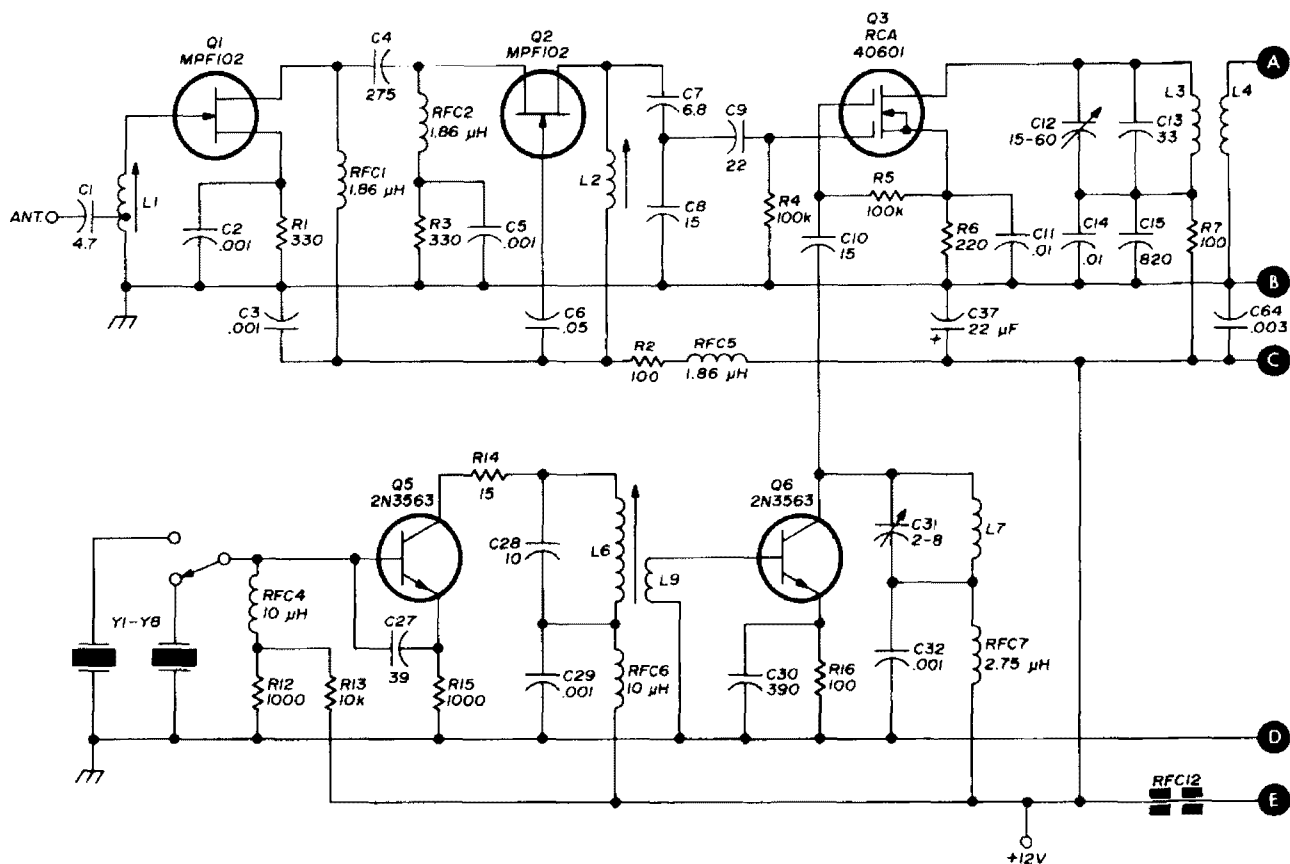 Q1
MPF102
C4
275
Q2
MPF102
Q3
RCA
40601
A
RFC2
1.86 µH
C7
6.8
C9
22
C12
15-60
C13
33
L3
L4
ANT.
C1
4.7
L1
RFC1
1.86 µH
L2
R5
100k
R4
100k
C2
.001
R1
330
R3
330
C5
.001
C8
15
C10
15
R6
220
C11
.01
C14
.01
C15
820
R7
100
B
C3
.001
C6
.05
R2
100
RFC5
1.86 µH
C37
22 µF
+
C64
.003
C
Q5
2N3563
R14
15
Q6
2N3563
C28
10
L6
L9
C31
2-8
L7
RFC4
10 µH
Y1-Y8
C27
39
R12
1000
R13
10k
R15
1000
C29
.001
RFC6
10 µH
C30
390
R16
100
C32
.001
RFC7
2.75 µH
D
RFC12
E
+12V